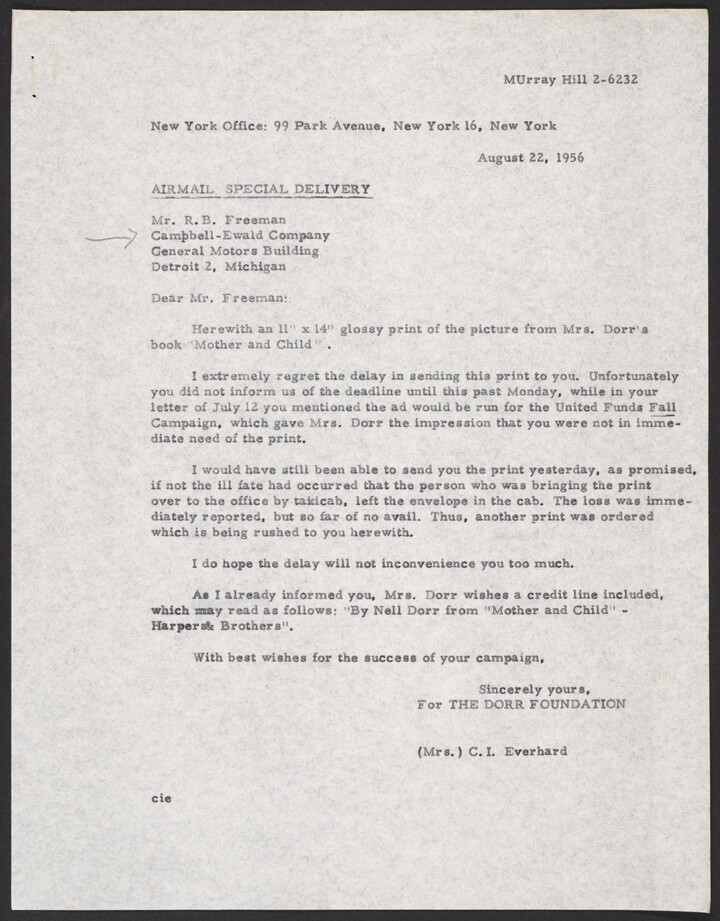 MUrray Hill 2-6232
New York Office: 99 Park Avenue, New York 16, New York
August 22, 1956
AIRMAIL SPECIAL DELIVERY
Mr. R.B. Freeman
Campbell-Ewald Company
General Motors Building
Detroit 2, Michigan
Dear Mr. Freeman:
Herewith an 11" x 14" glossy print of the picture from Mrs. Dorr's
book "Mother and Child" .
I extremely regret the delay in sending this print to you. Unfortunately
you did not inform us of the deadline until this past Monday, while in your
letter of July 12 you mentioned the ad would be run for the United Funds Fall
Campaign, which gave Mrs. Dorr the impression that you were not in imme-
diate need of the print.
I would have still been able to send you the print yesterday, as promised,
if not the ill fate had occurred that the person who was bringing the print
over to the office by taxicab, left the envelope in the cab. The loss was imme-
diately reported, but so far of no avail. Thus, another print was ordered
which is being rushed to you herewith.
I do hope the delay will not inconvenience you too much.
As I already informed you, Mrs. Dorr wishes a credit line included,
which may read as follows: "By Nell Dorr from "Mother and Child" -
Harper& Brothers".
With best wishes for the success of your campaign,
Sincerely yours,
For THE DORR FOUNDATION
(Mrs.) C.I. Everhard
cie